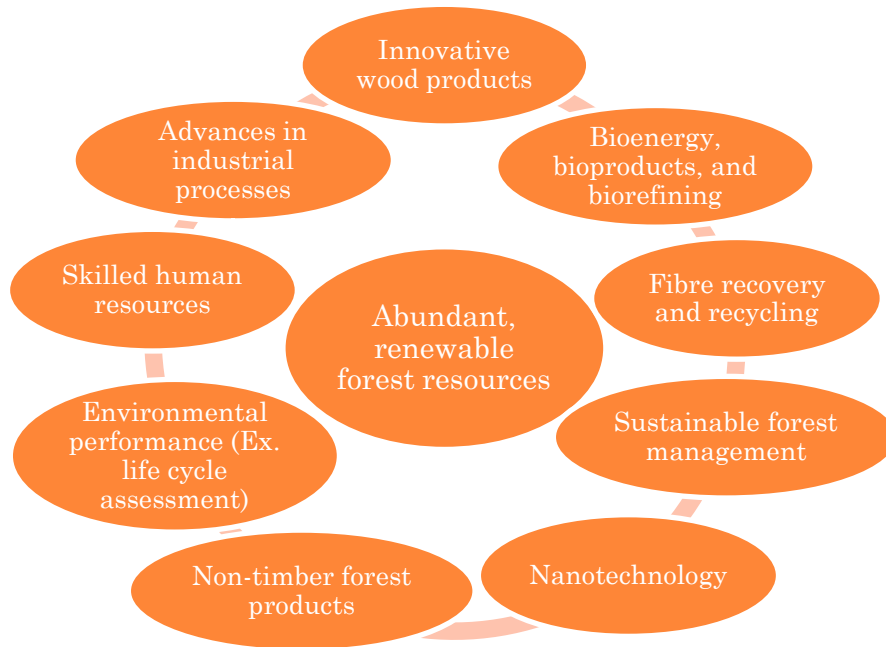 Innovative
wood products
Bioenergy,
bioproducts, and
biorefining
Fibre recovery
and recycling
Sustainable forest
management
Nanotechnology
Non-timber forest
products
Environmental
performance (Ex.
life cycle
assessment)
Skilled human
resources
Advances in
industrial
processes
Abundant,
renewable
forest resources